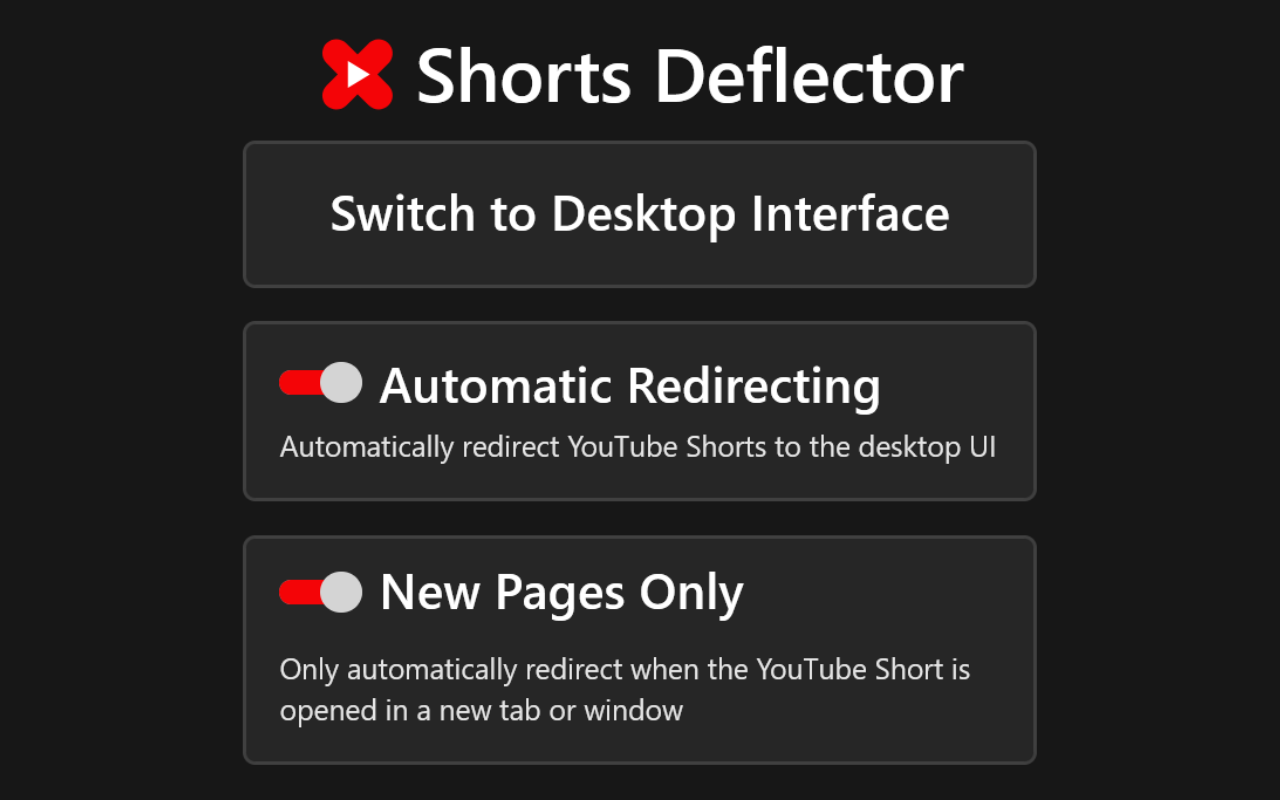 Shorts Deflector
Switch to Desktop Interface
Automatic Redirecting
Automatically redirect YouTube Shorts to the desktop UI
New Pages Only
Only automatically redirect when the YouTube Short is
opened in a new tab or window